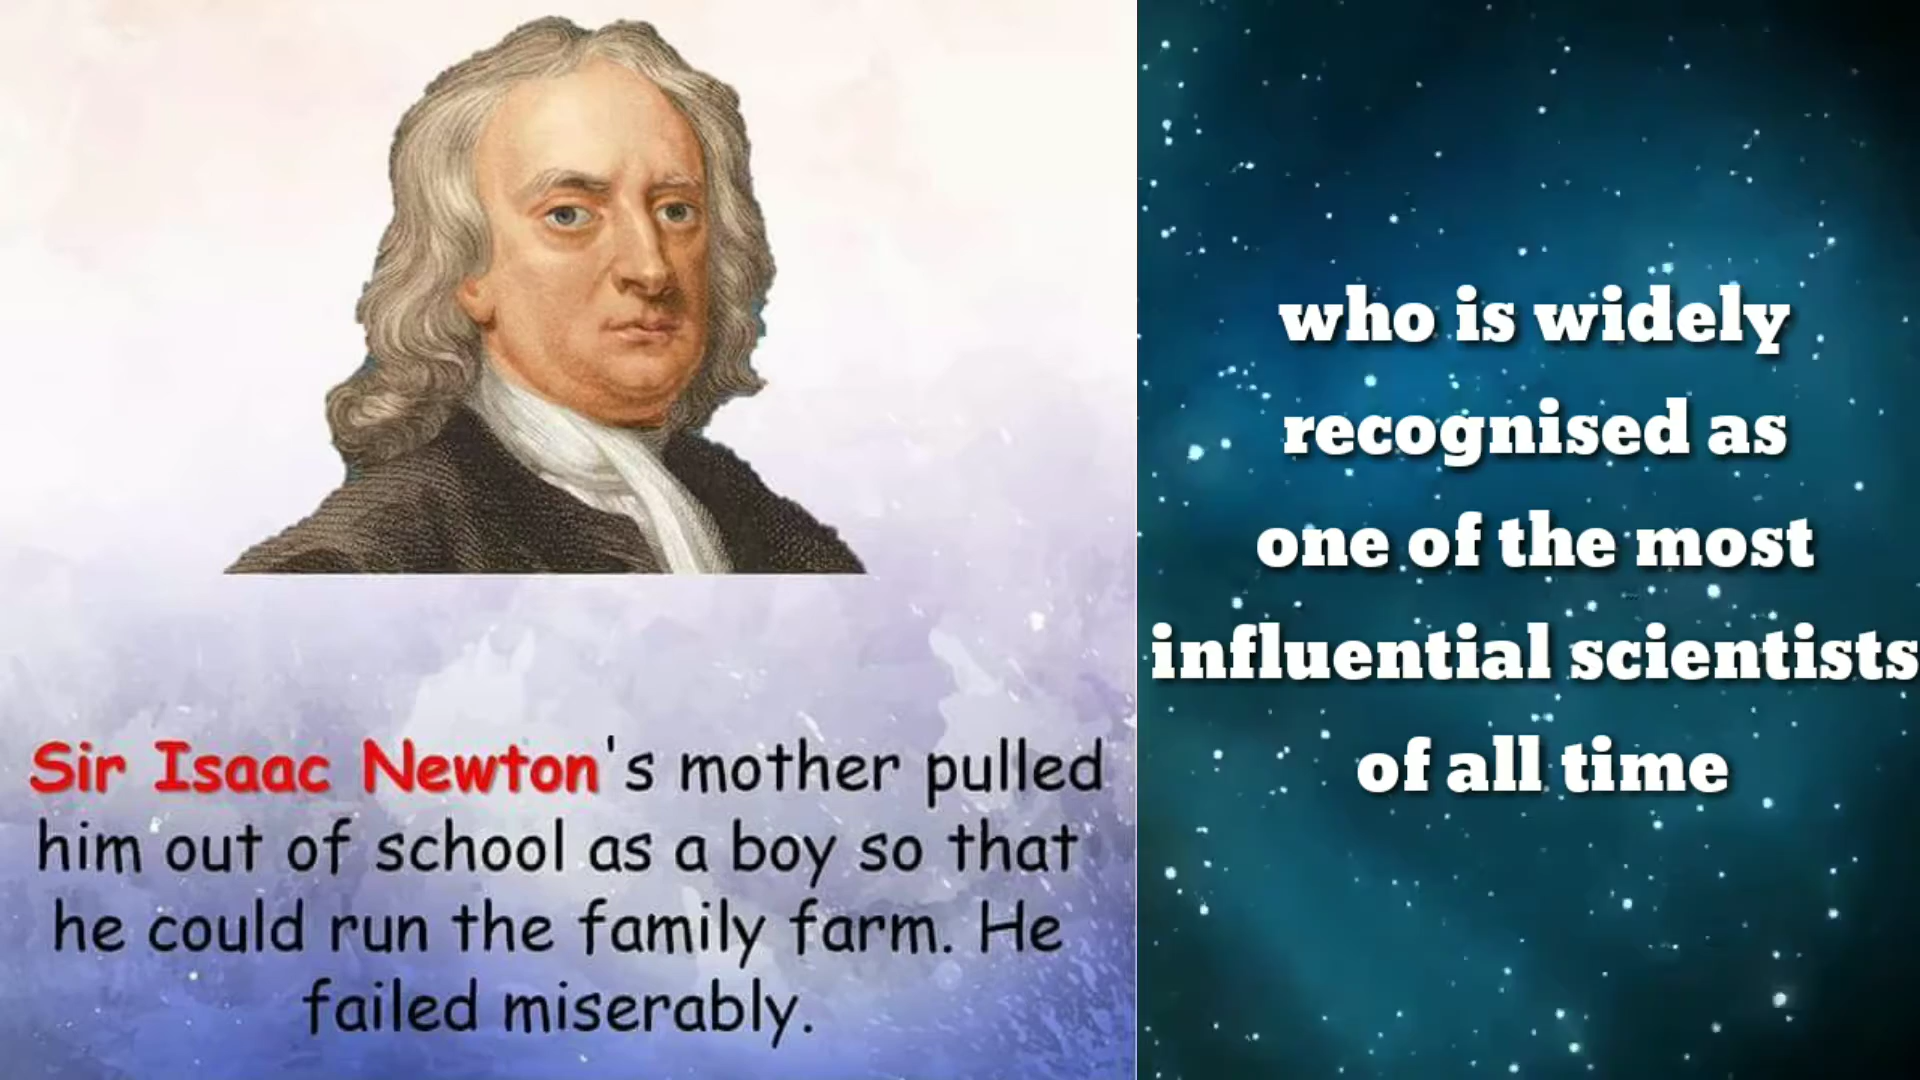 Sir Isaac Newton's mother pulled
him out of school as a boy so that
he could run the family farm. He
failed miserably.
who is widely
recognised as
one of the most
influential scientists
of all time